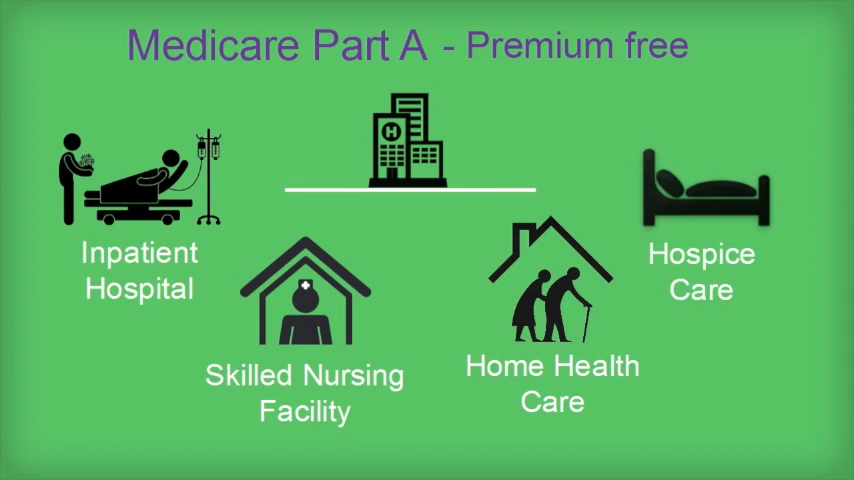 Medicare Part A - Premium free
H
Inpatient
Hospital
Skilled Nursing
Facility
Home Health
Care
Hospice
Care